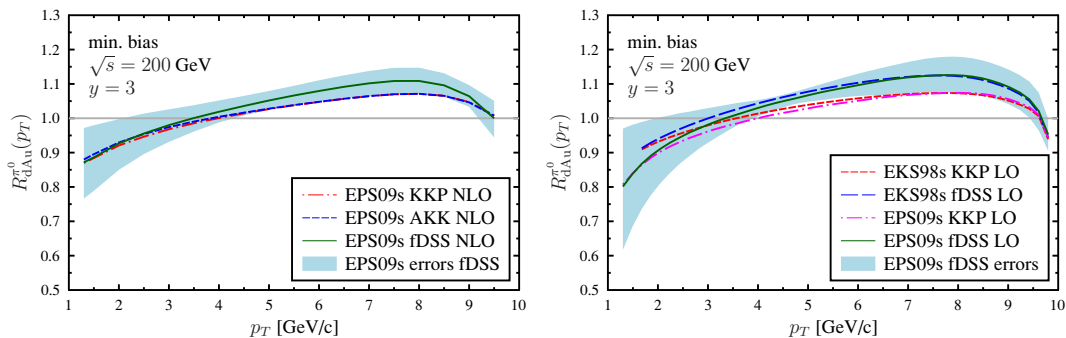 min. bias
√s = 200 GeV
y = 3
R^{π^0}_{dAu}(p_T)
1.3
1.2
1.1
1.0
0.9
0.8
0.7
0.6
0.5
EPS09s KKP NLO
EPS09s AKK NLO
EPS09s fDSS NLO
EPS09s errors fDSS
1 2 3 4 5 6 7 8 9 10
p_T [GeV/c]
min. bias
√s = 200 GeV
y = 3
R^{π^0}_{dAu}(p_T)
1.3
1.2
1.1
1.0
0.9
0.8
0.7
0.6
0.5
EKS98s KKP LO
EKS98s fDSS LO
EPS09s KKP LO
EPS09s fDSS LO
EPS09s fDSS errors
1 2 3 4 5 6 7 8 9 10
p_T [GeV/c]